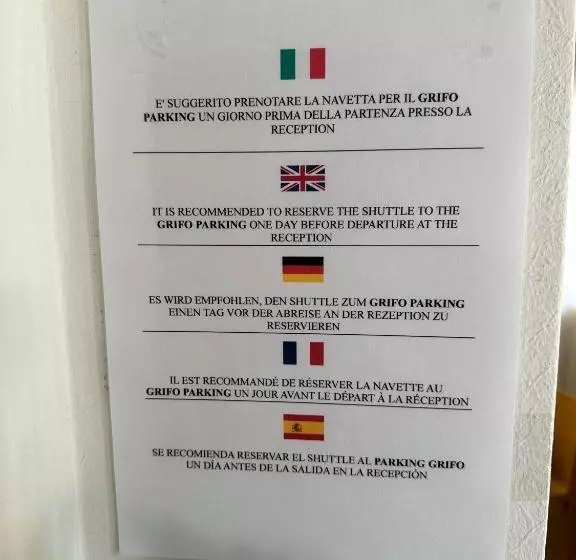 E' SUGGERITO PRENOTARE LA NAVETTA PER IL GRIFO
PARKING UN GIORNO PRIMA DELLA PARTENZA PRESSO LA
RECEPTION
IT IS RECOMMENDED TO RESERVE THE SHUTTLE TO THE
GRIFO PARKING ONE DAY BEFORE DEPARTURE AT THE
RECEPTION
ES WIRD EMPFOHLEN, DEN SHUTTLE ZUM GRIFO PARKING
EINEN TAG VOR DER ABREISE AN DER REZEPTION ZU
RESERVIEREN
IL EST RECOMMANDÉ DE RÉSERVER LA NAVETTE AU
GRIFO PARKING UN JOUR AVANT LE DÉPART À LA RÉCEPTION
SE RECOMIENDA RESERVAR EL SHUTTLE AL PARKING GRIFO
UN DÍA ANTES DE LA SALIDA EN LA RECEPCIÓN